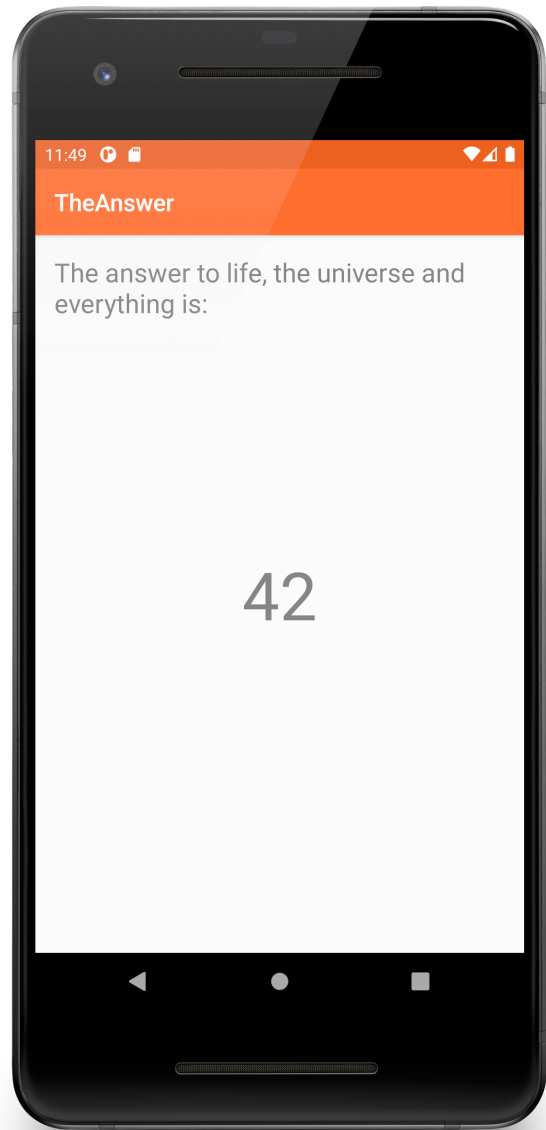 11:49
TheAnswer
The answer to life, the universe and
everything is:
42